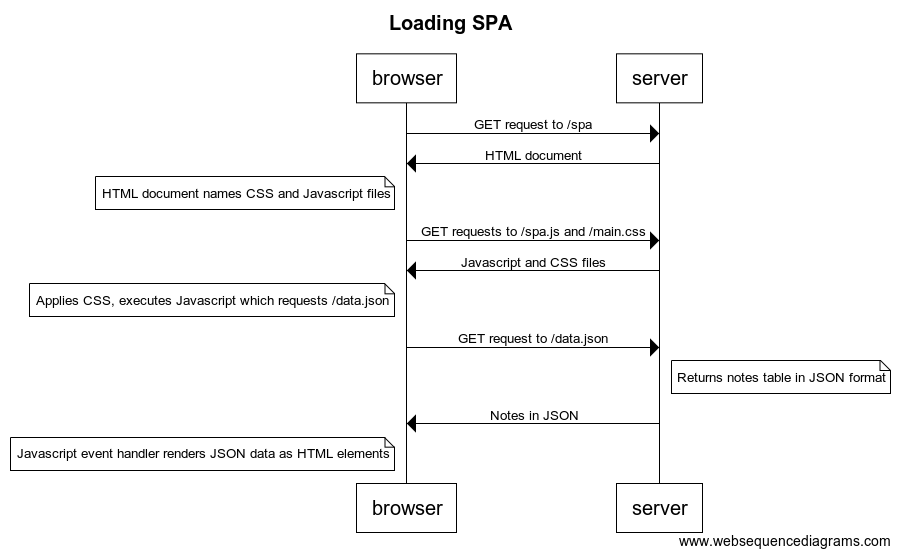 Loading SPA
browser
server
GET request to /spa
HTML document
HTML document names CSS and Javascript files
GET requests to /spa.js and /main.css
Javascript and CSS files
Applies CSS, executes Javascript which requests /data.json
GET request to /data.json
Returns notes table in JSON format
Notes in JSON
Javascript event handler renders JSON data as HTML elements
browser
server
www.websequencediagrams.com